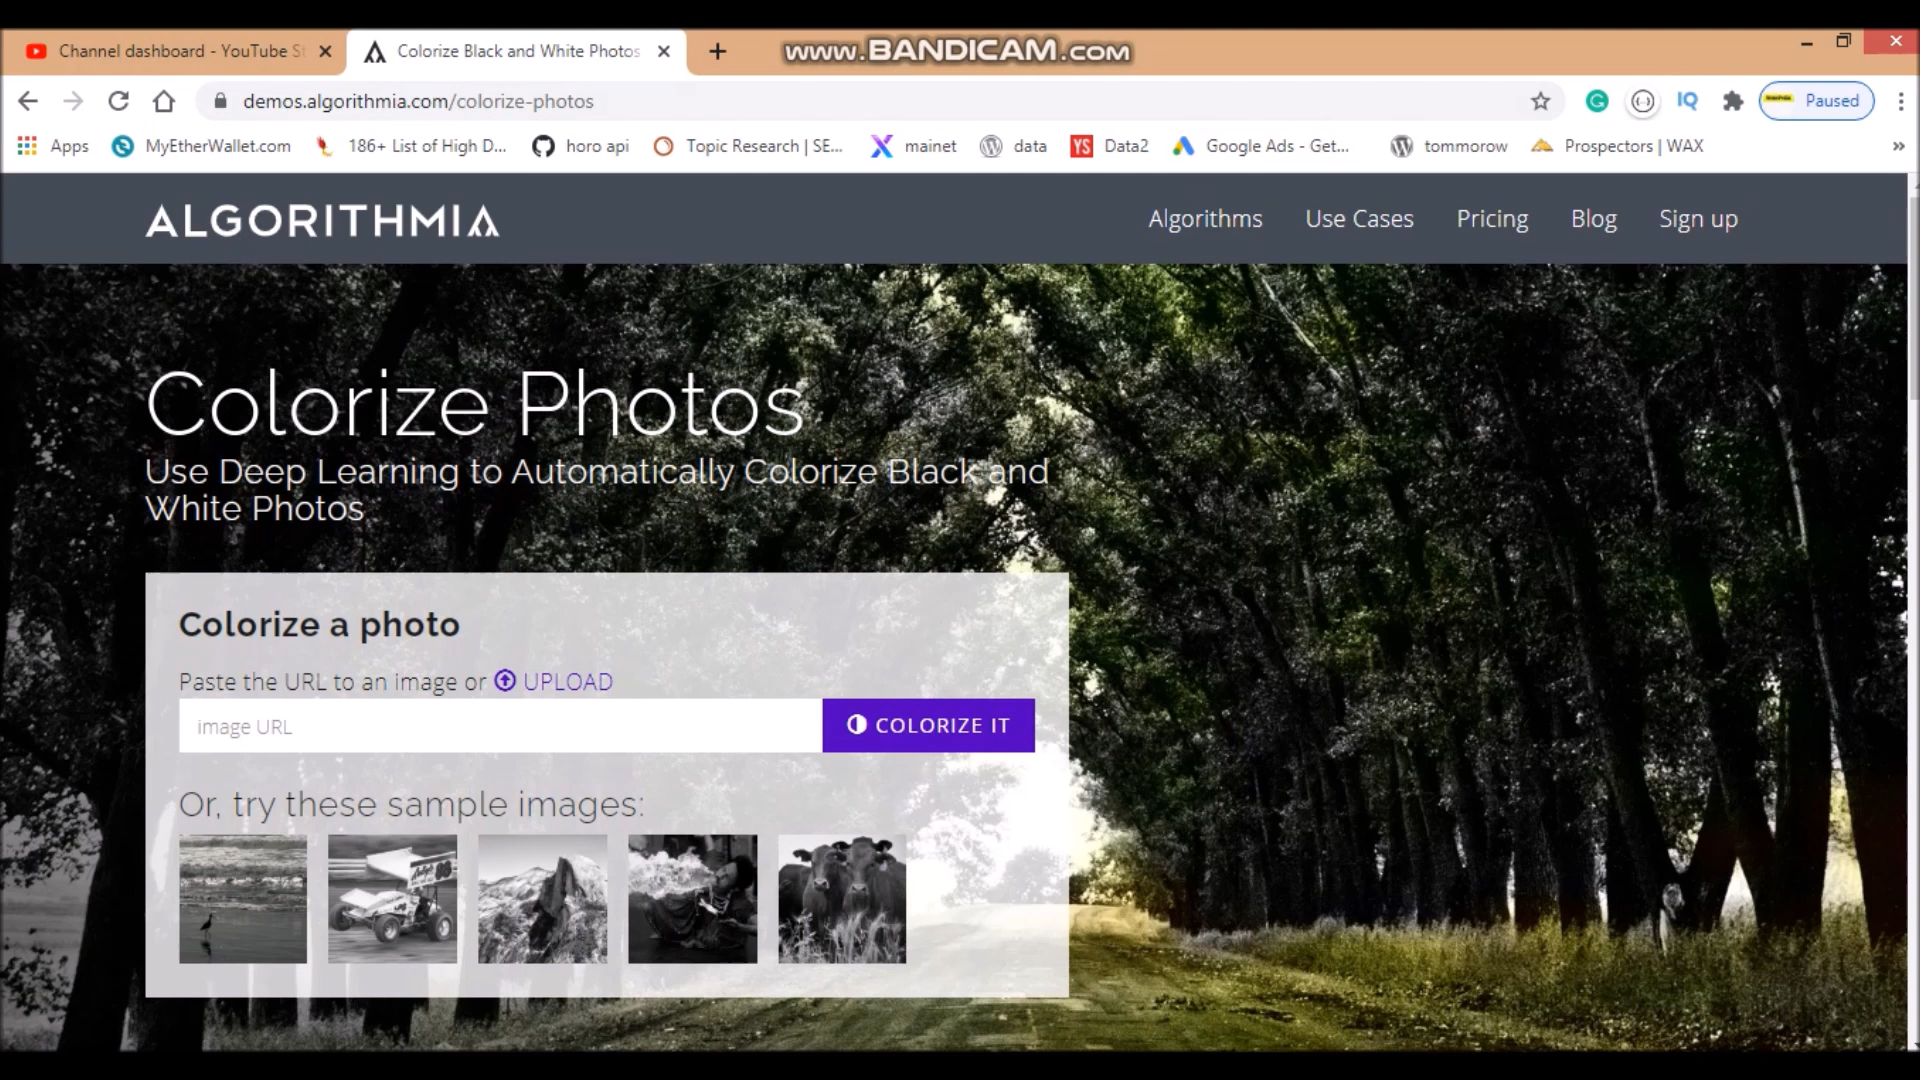 Channel dashboard - YouTube St
Colorize Black and White Photos
www.BANDICAM.com
demos.algorithmia.com/colorize-photos
Paused
Apps
MyEtherWallet.com
186+ List of High D...
horo api
Topic Research | SE...
mainet
data
YS
Data2
Google Ads - Get...
tommorow
Prospectors | WAX
ALGORITHMIA
Algorithms
Use Cases
Pricing
Blog
Sign up
Colorize Photos
Use Deep Learning to Automatically Colorize Black and
White Photos
Colorize a photo
Paste the URL to an image or UPLOAD
image URL
COLORIZE IT
Or, try these sample images: